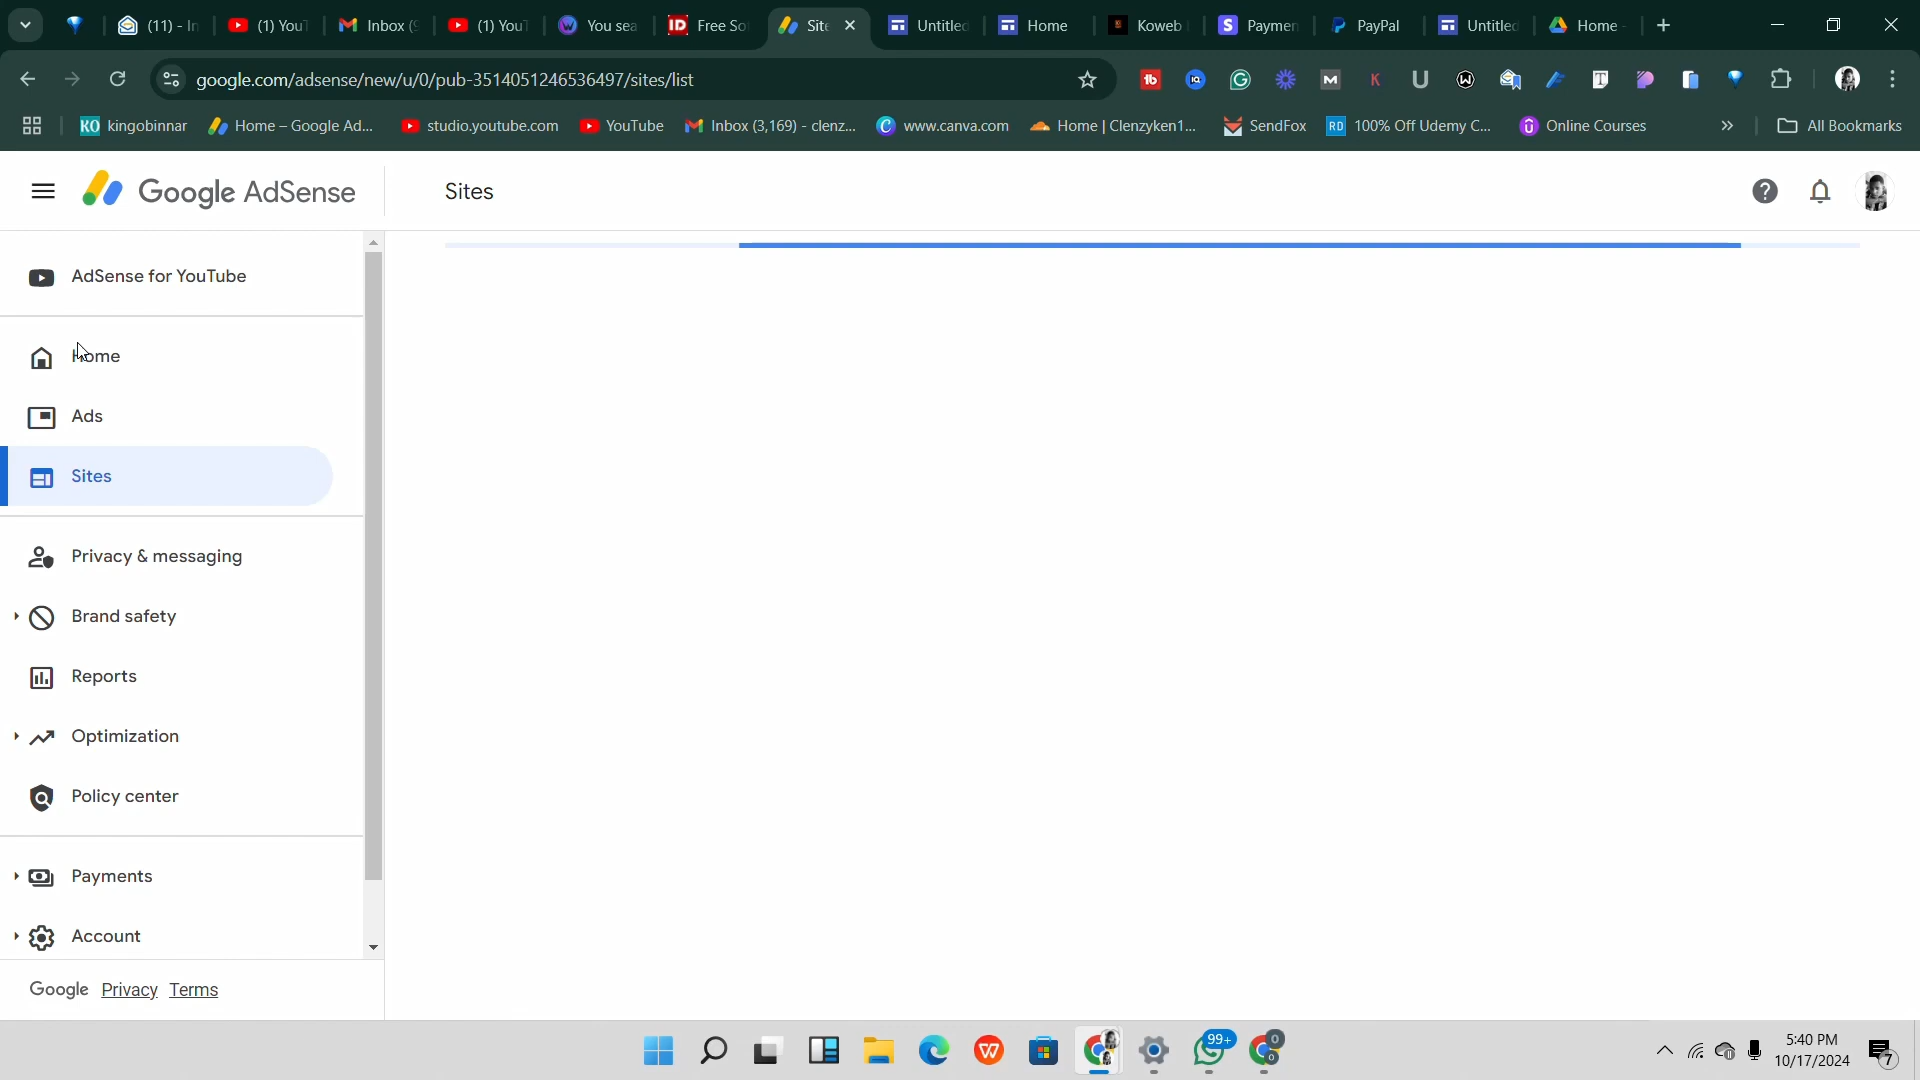 (11) - In
(1) YouT
Inbox (9
(1) YouT
You sea
Free So
Site
Untitled
Home
Koweb
Paymen
PayPal
Untitled
Home -
google.com/adsense/new/u/0/pub-3514051246536497/sites/list
kingobinnar
Home – Google Ad...
studio.youtube.com
YouTube
Inbox (3,169) - clenz...
www.canva.com
Home | Clenzyken1...
SendFox
100% Off Udemy C...
Online Courses
All Bookmarks
Google AdSense
Sites
AdSense for YouTube
Home
Ads
Sites
Privacy & messaging
Brand safety
Reports
Optimization
Policy center
Payments
Account
Google Privacy Terms
99+
5:40 PM
10/17/2024
7